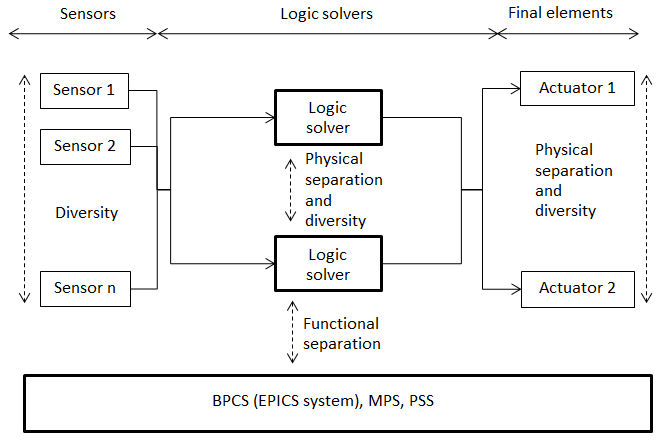 Sensors
Logic solvers
Final elements
Sensor 1
Sensor 2
Diversity
Sensor n
Logic
solver
Physical
separation
and
diversity
Logic
solver
Functional
separation
Actuator 1
Physical
separation
and
diversity
Actuator 2
BPCS (EPICS system), MPS, PSS